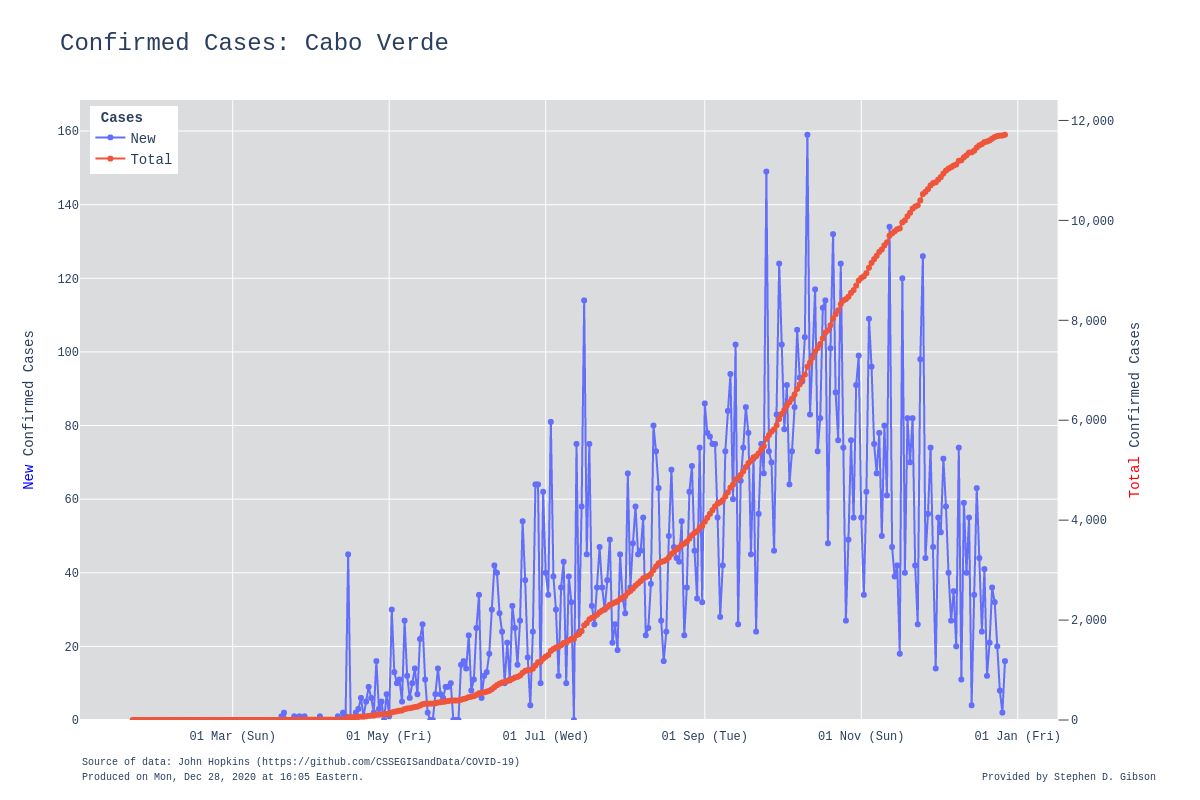 Confirmed Cases: Cabo Verde
Cases
New
Total
160
140
120
100
80
60
40
20
0
12,000
10,000
8,000
6,000
4,000
2,000
0
New Confirmed Cases
Total Confirmed Cases
01 Mar (Sun)
01 May (Fri)
01 Jul (Wed)
01 Sep (Tue)
01 Nov (Sun)
01 Jan (Fri)
Source of data: John Hopkins (https://github.com/CSSEGISandData/COVID-19)
Produced on Mon, Dec 28, 2020 at 16:05 Eastern.
Provided by Stephen D. Gibson